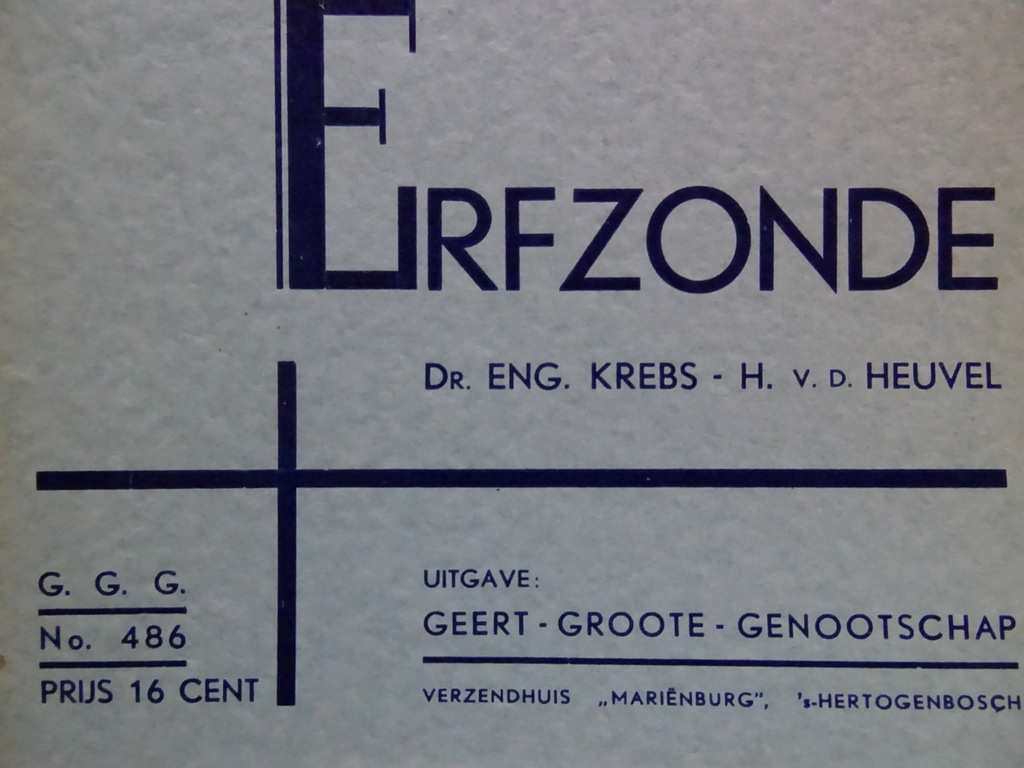 ERFZONDE
DR. ENG. KREBS - H. V. D. HEUVEL
G. G. G.
No. 486
PRIJS 16 CENT
UITGAVE:
GEERT-GROOTE-GENOOTSCHAP
VERZENDHUIS „MARIËNBURG”, 's-HERTOGENBOSCH